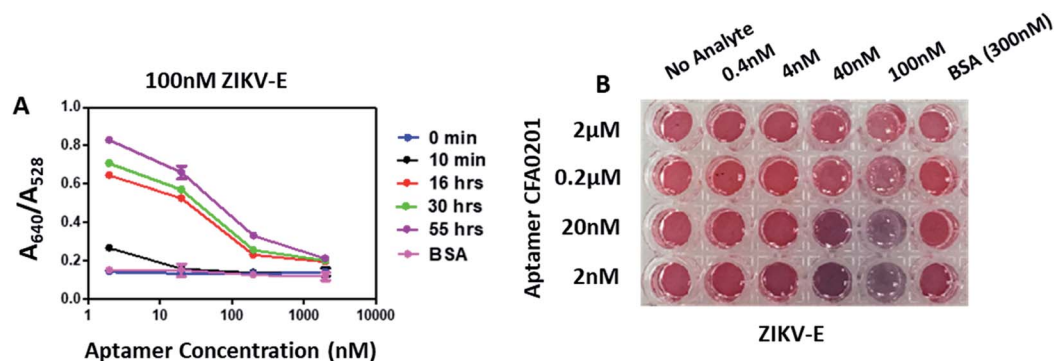 A
100nM ZIKV-E
A640/A528
1.0
0.8
0.6
0.4
0.2
0.0
1
10
100
1000
10000
Aptamer Concentration (nM)
0 min
10 min
16 hrs
30 hrs
55 hrs
BSA
B
No Analyte
0.4nM
4nM
40nM
100nM
BSA (300nM)
Aptamer CFA0201
2μM
0.2μM
20nM
2nM
ZIKV-E